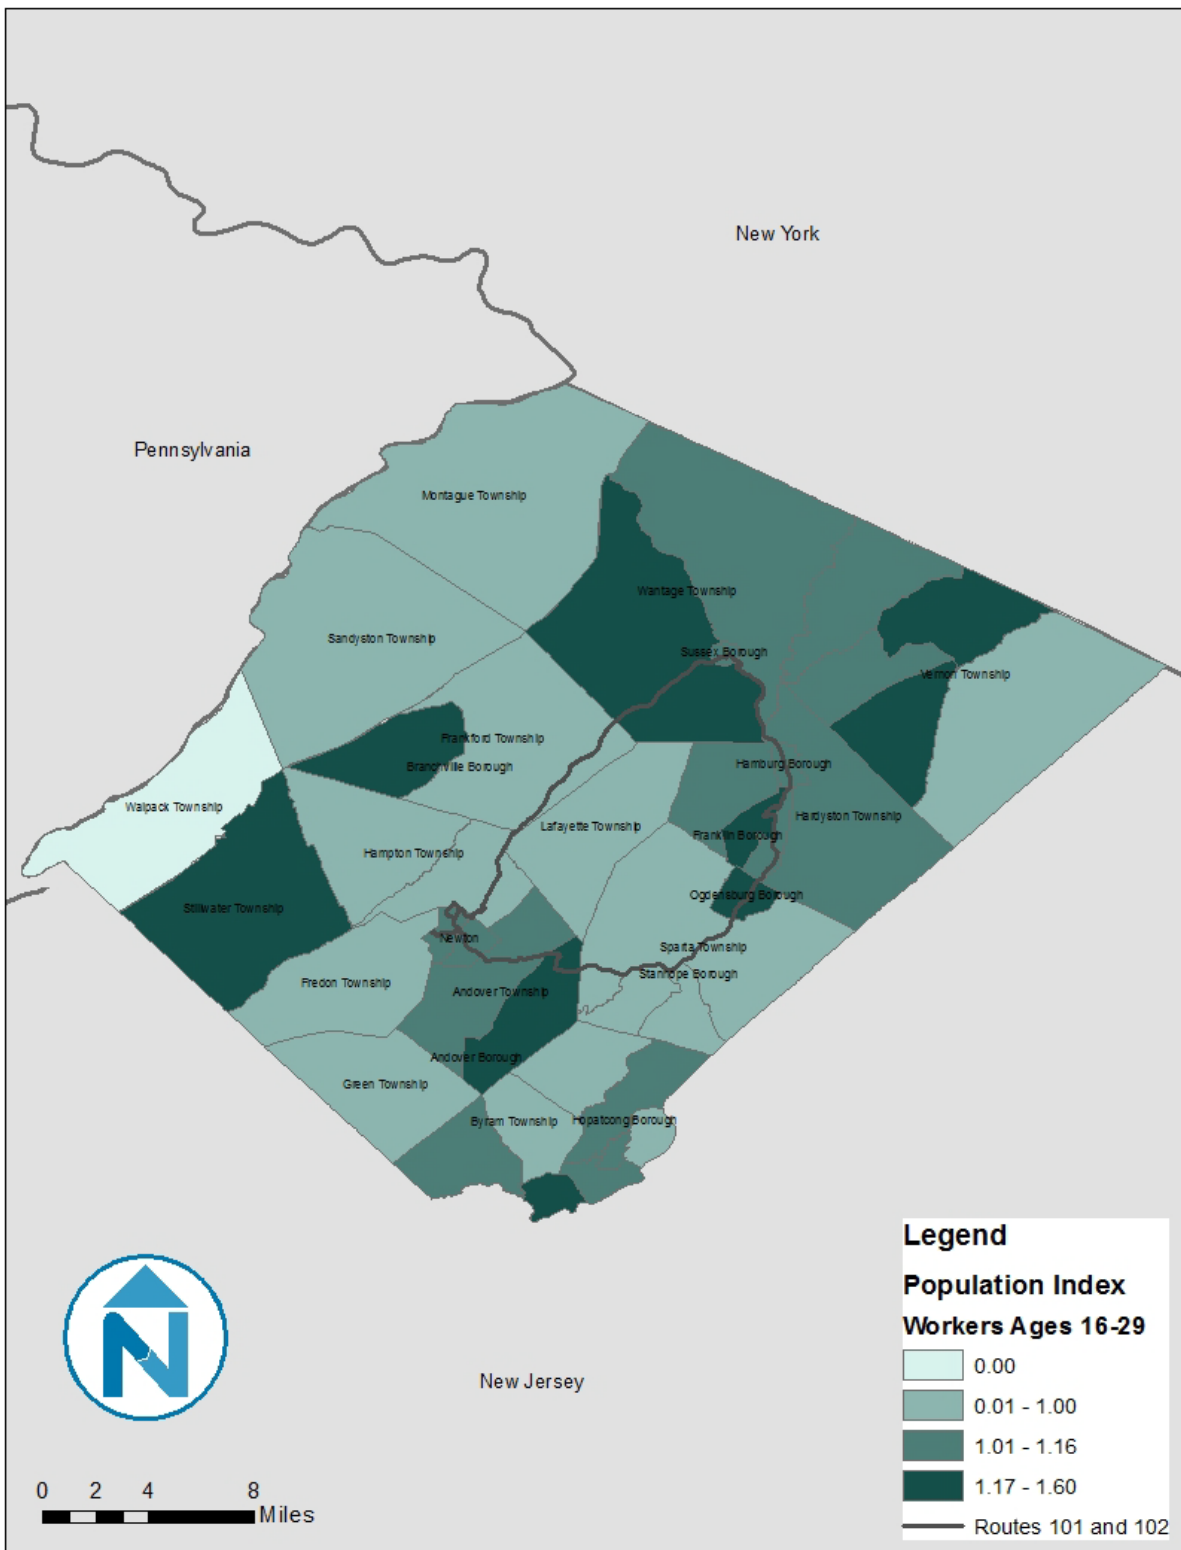 New York
Pennsylvania
Montague Township
Wantage Township
Sandyston Township
Sussex Borough
Vernon Township
Frankford Township
Branchville Borough
Hamburg Borough
Walpack Township
Hardyston Township
Lafayette Township
Franklin Borough
Hampton Township
Ogdensburg Borough
Stillwater Township
Newton
Sparta Township
Stanhope Borough
Fredon Township
Andover Township
Andover Borough
Green Township
Byram Township
Hopatcong Borough
Legend
Population Index
Workers Ages 16-29
0.00
0.01 - 1.00
1.01 - 1.16
1.17 - 1.60
Routes 101 and 102
New Jersey
N
0 2 4 8
Miles